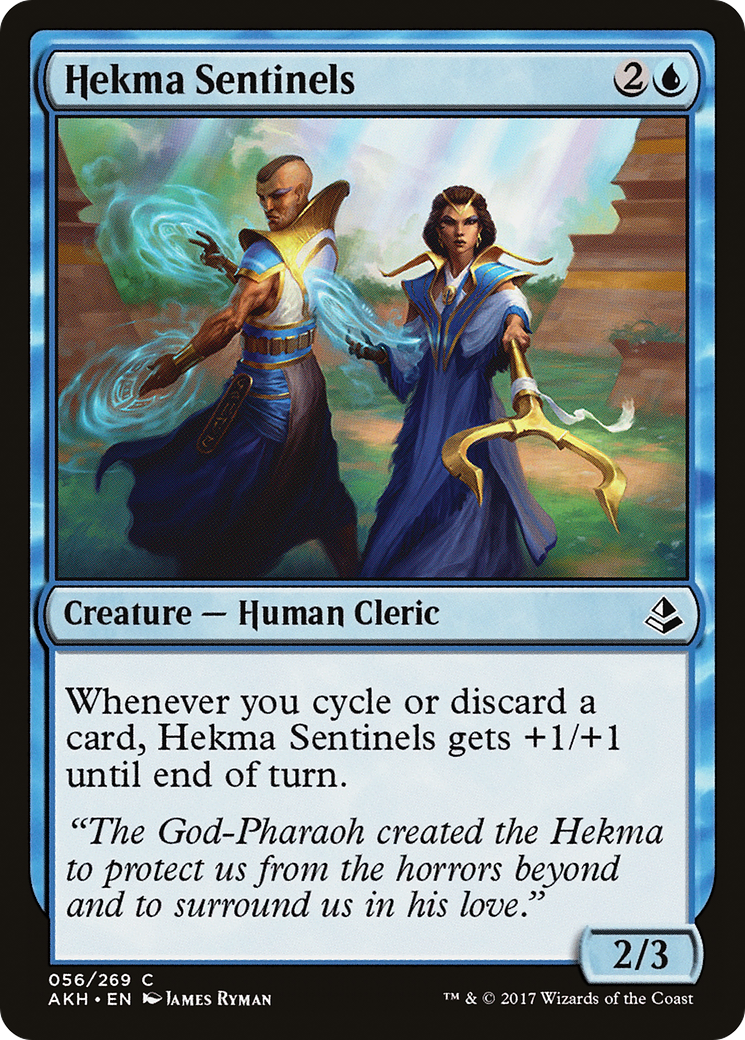 Hekma Sentinels
2
Creature — Human Cleric
Whenever you cycle or discard a
card, Hekma Sentinels gets +1/+1
until end of turn.
“The God-Pharaoh created the Hekma
to protect us from the horrors beyond
and to surround us in his love.”
2/3
056/269 C
AKH • EN James Ryman
™ & © 2017 Wizards of the Coast